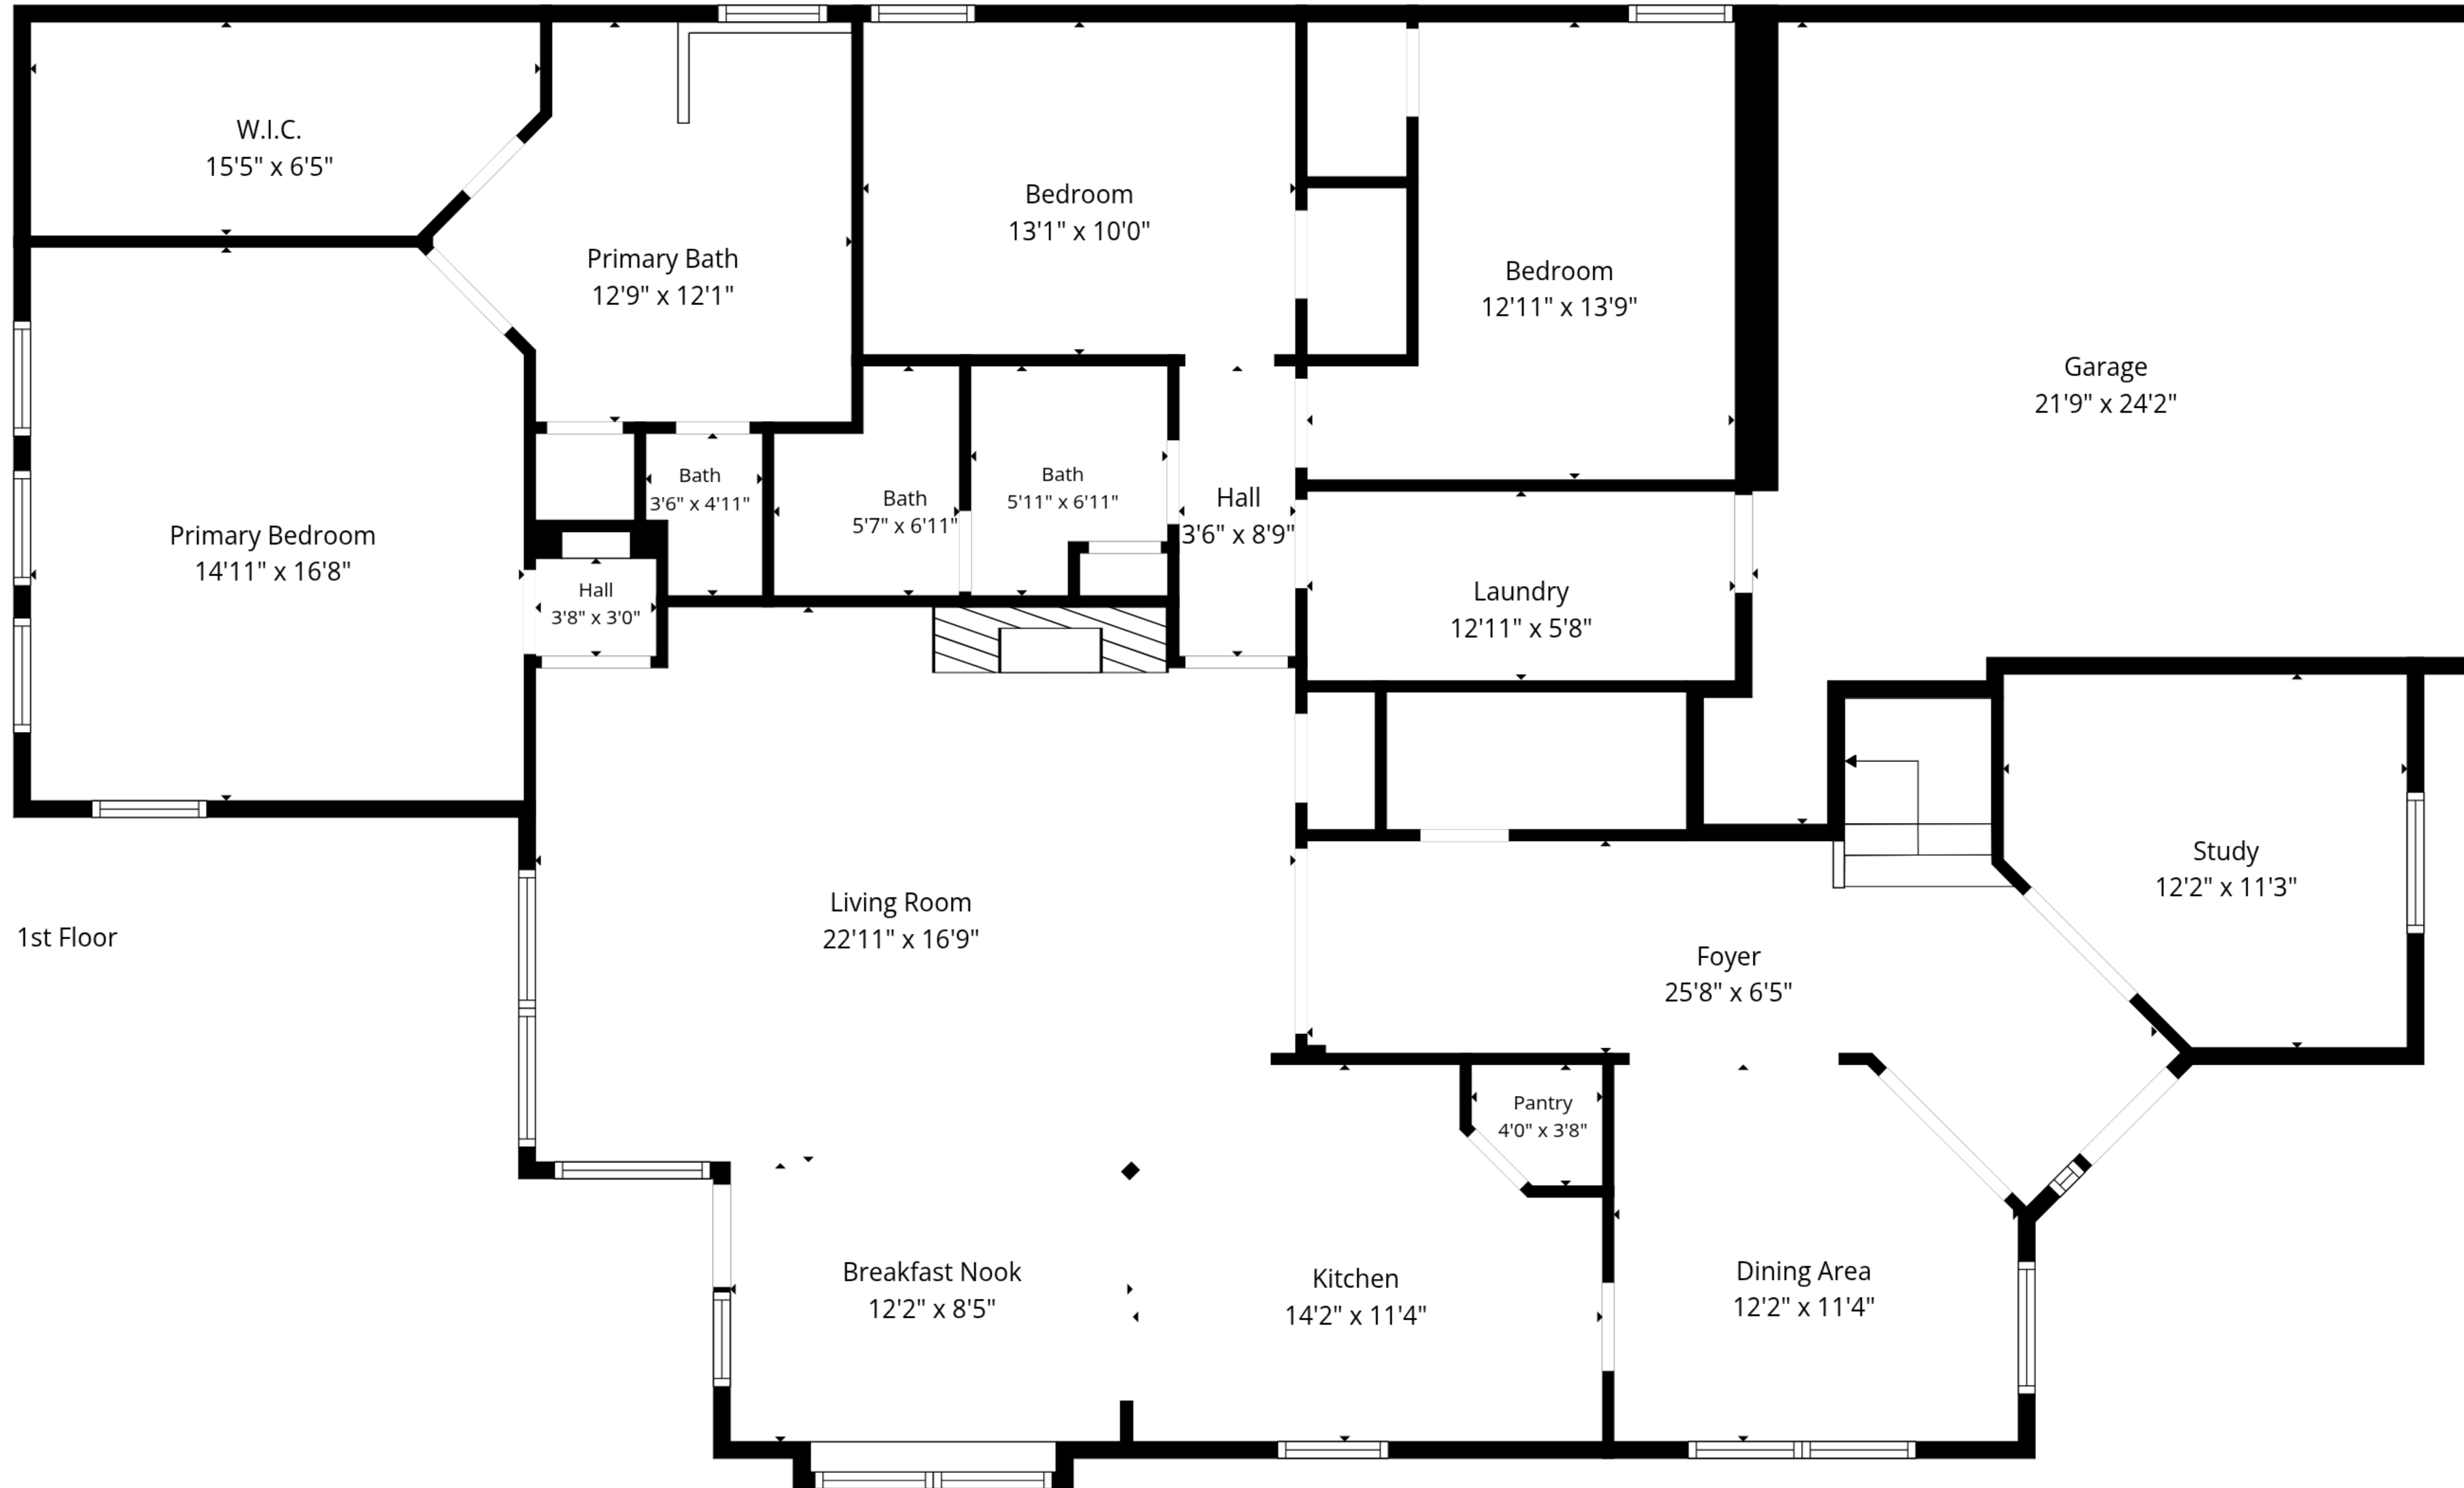 W.I.C.
15'5" x 6'5"
Primary Bath
12'9" x 12'1"
Bedroom
13'1" x 10'0"
Bedroom
12'11" x 13'9"
Garage
21'9" x 24'2"
Primary Bedroom
14'11" x 16'8"
Bath
3'6" x 4'11"
Bath
5'7" x 6'11"
Bath
5'11" x 6'11"
Hall
3'6" x 8'9"
Hall
3'8" x 3'0"
Laundry
12'11" x 5'8"
Living Room
22'11" x 16'9"
1st Floor
Foyer
25'8" x 6'5"
Study
12'2" x 11'3"
Pantry
4'0" x 3'8"
Breakfast Nook
12'2" x 8'5"
Kitchen
14'2" x 11'4"
Dining Area
12'2" x 11'4"